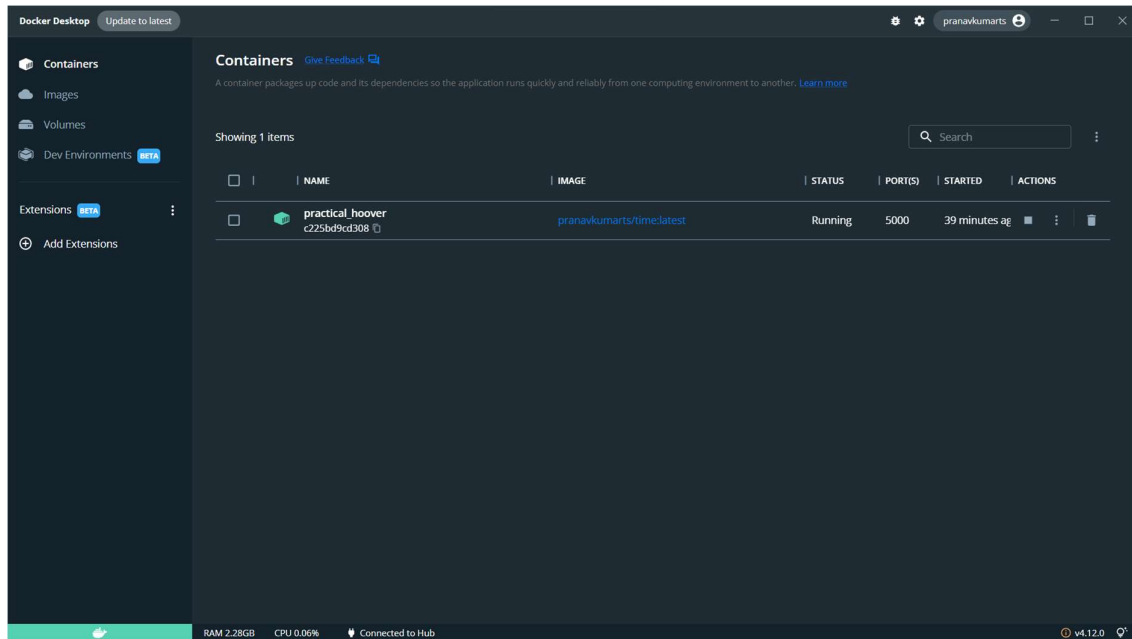 Docker Desktop Update to latest pranavkumarts
Containers
Images
Volumes
Dev Environments BETA
Extensions BETA
Add Extensions
Containers Give Feedback
A container packages up code and its dependencies so the application runs quickly and reliably from one computing environment to another. Learn more
Showing 1 items Search
NAME IMAGE STATUS PORT(S) STARTED ACTIONS
practical_hoover pranavkumarts/time:latest Running 5000 39 minutes ag
c225bd9cd308
RAM 2.28GB CPU 0.06% Connected to Hub v4.12.0